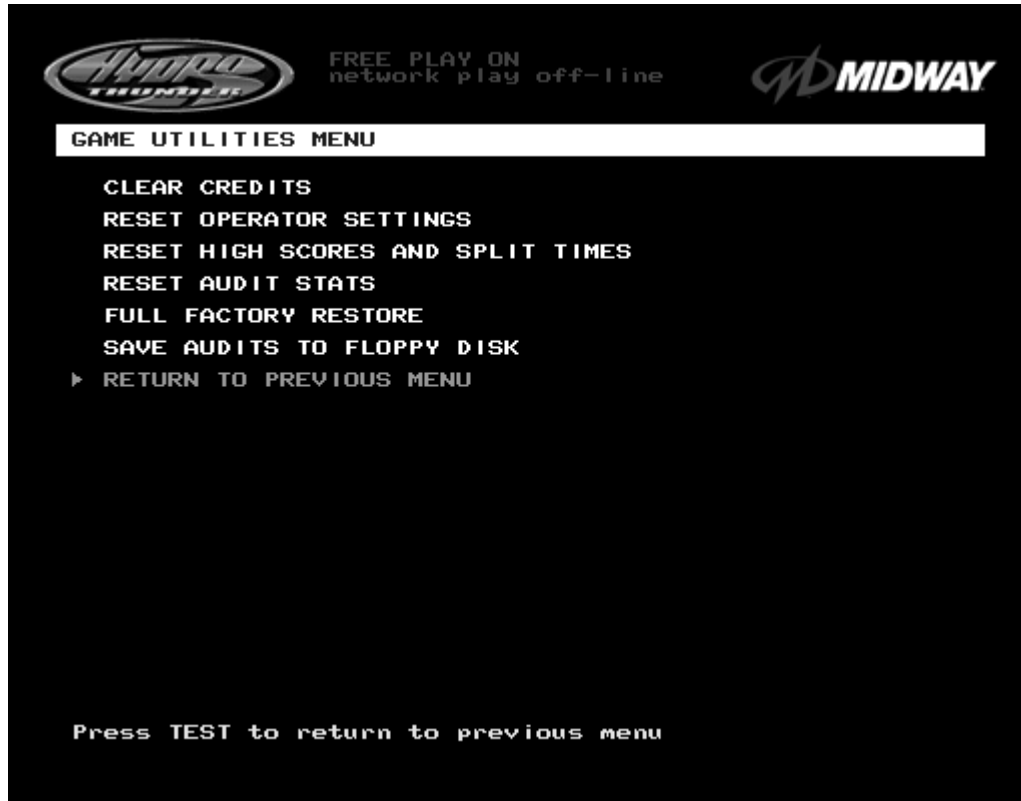 HYDRO
THUNDER
FREE PLAY ON
network play off-line
MIDWAY
GAME UTILITIES MENU
CLEAR CREDITS
RESET OPERATOR SETTINGS
RESET HIGH SCORES AND SPLIT TIMES
RESET AUDIT STATS
FULL FACTORY RESTORE
SAVE AUDITS TO FLOPPY DISK
RETURN TO PREVIOUS MENU
Press TEST to return to previous menu